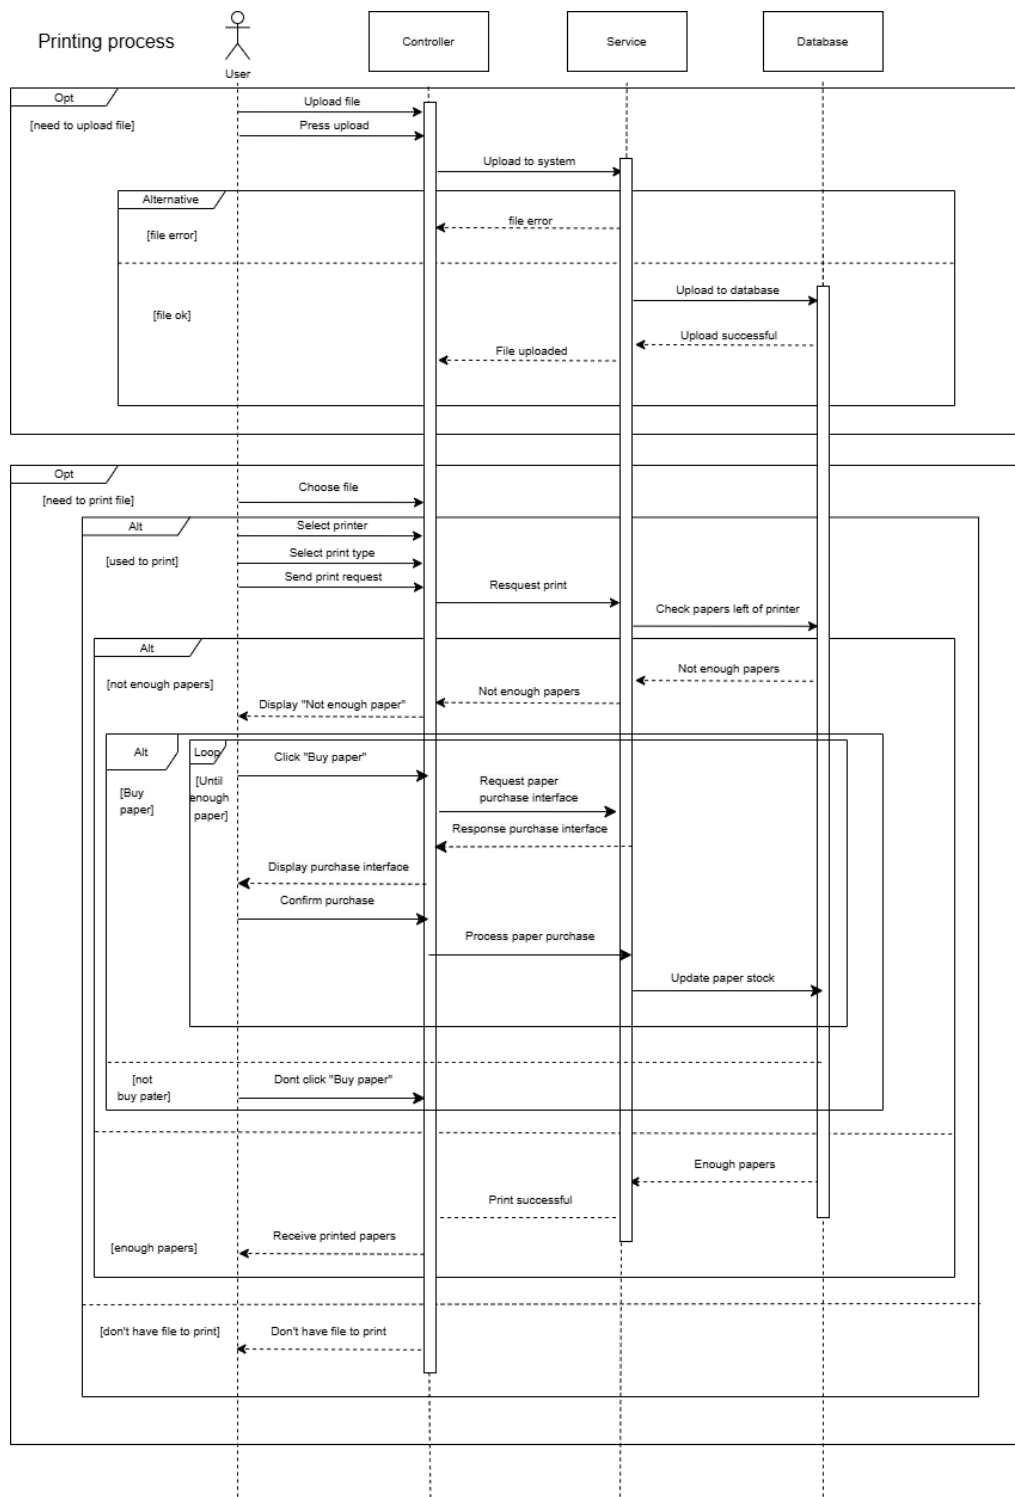 Printing process
User
Controller
Service
Database
Opt
[need to upload file]
Upload file
Press upload
Upload to system
Alternative
[file error]
file error
Upload to database
[file ok]
Upload successful
File uploaded
Opt
[need to print file]
Choose file
Alt
Select printer
[used to print]
Select print type
Send print request
Resquest print
Check papers left of printer
Alt
[not enough papers]
Not enough papers
Not enough papers
Display "Not enough paper"
Alt
Loop
Click "Buy paper"
[Buy
paper]
[Until
enough
paper]
Request paper
purchase interface
Response purchase interface
Display purchase interface
Confirm purchase
Process paper purchase
Update paper stock
[not
buy pater]
Dont click "Buy paper"
Enough papers
Print successful
Receive printed papers
[enough papers]
[don't have file to print]
Don't have file to print